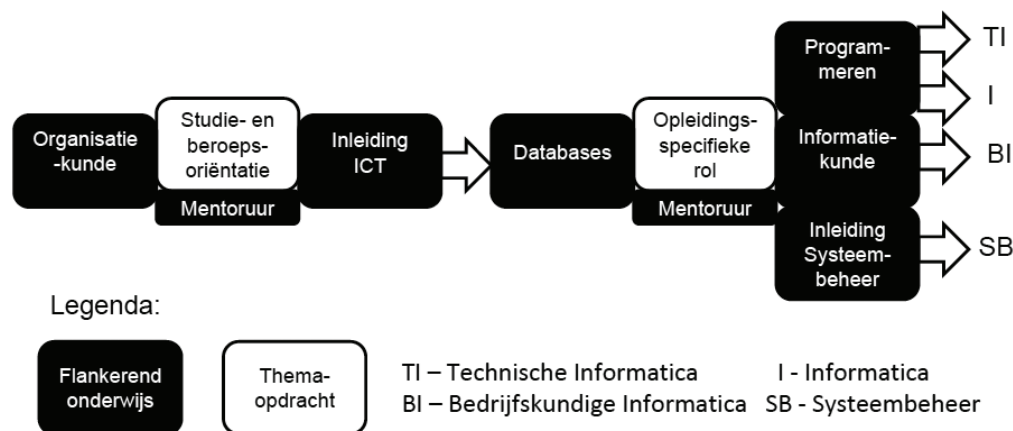 Organisatie
-kunde
Studie- en
beroeps-
oriëntatie
Mentoruur
Inleiding
ICT
Databases
Opleidings-
specifieke
rol
Mentoruur
Program-
meren
Informatie-
kunde
Inleiding
Systeem-
beheer
TI
I
BI
SB
Legenda:
Flankerend
onderwijs
Thema-
opdracht
TI – Technische Informatica I - Informatica
BI – Bedrijfskundige Informatica SB - Systeembeheer